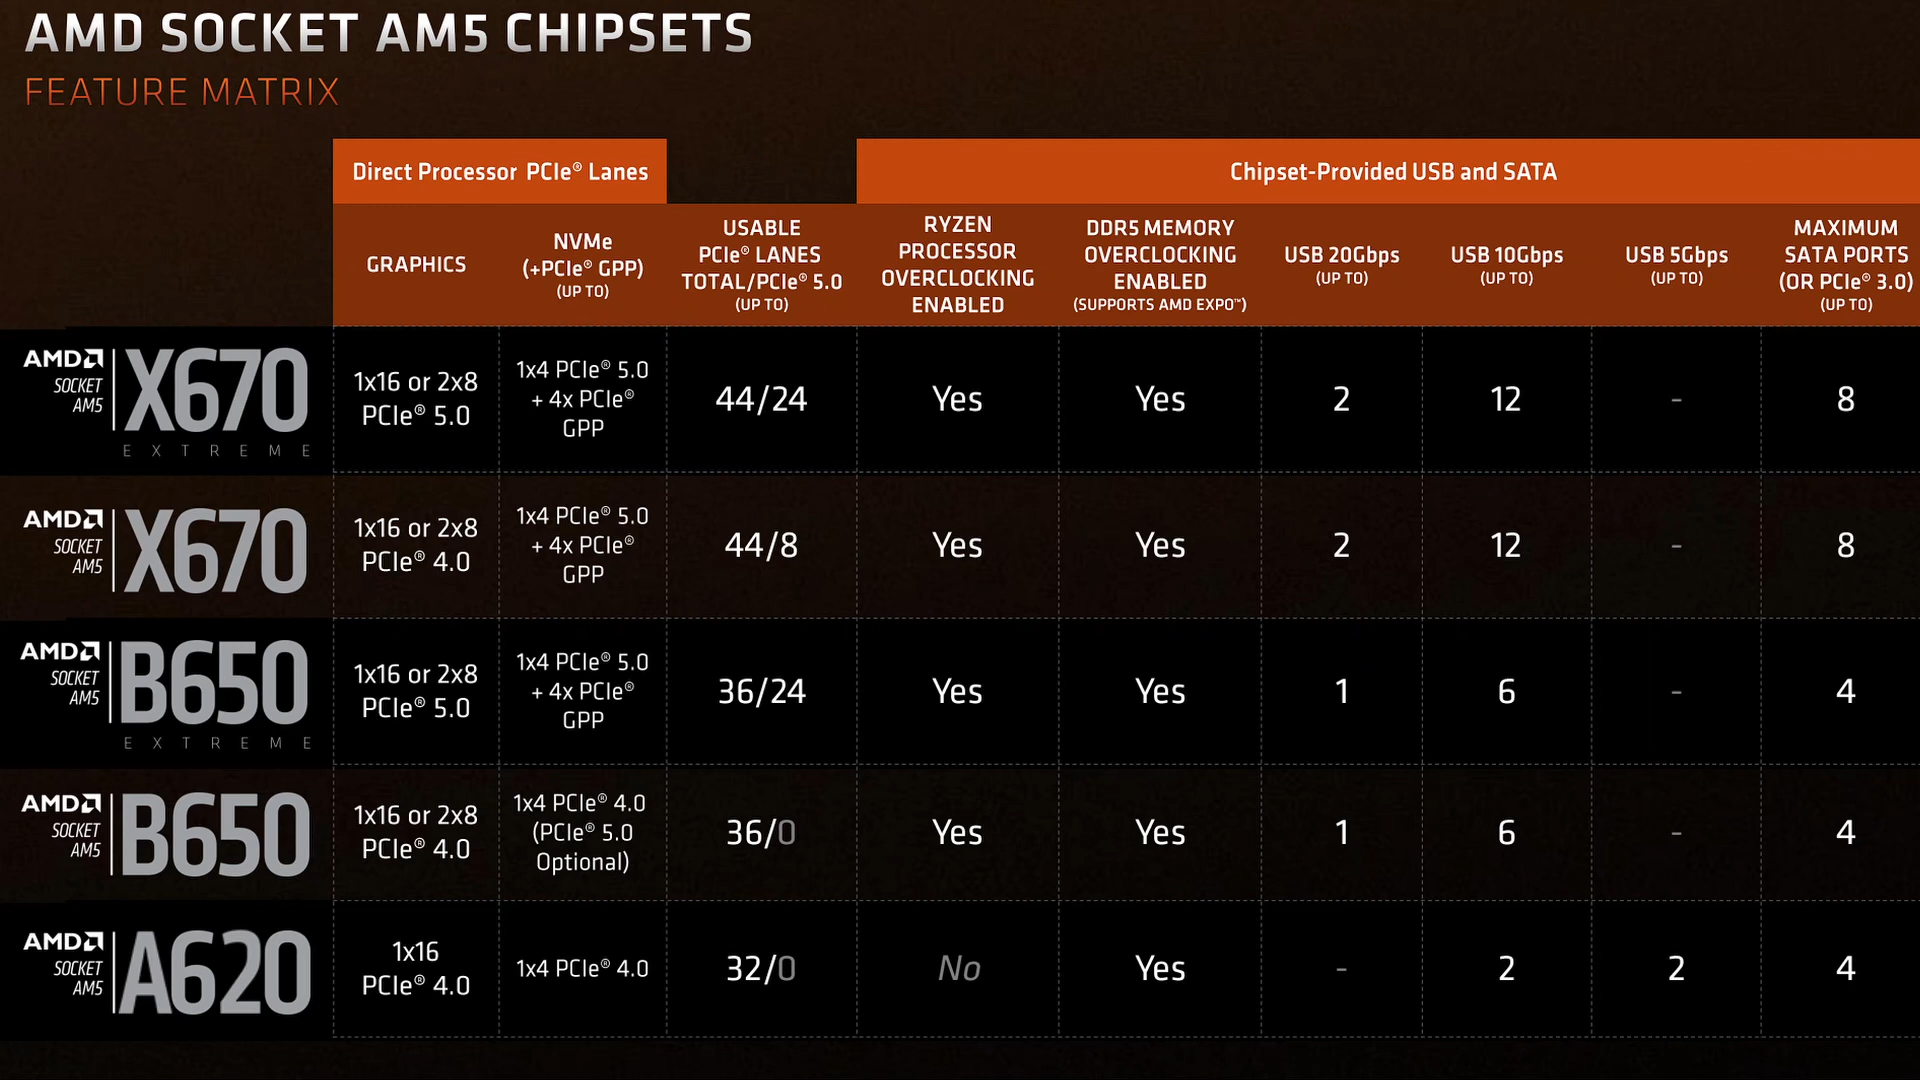 AMD SOCKET AM5 CHIPSETS
FEATURE MATRIX
Direct Processor PCIe® Lanes
Chipset-Provided USB and SATA
GRAPHICS
NVMe
(+PCIe® GPP)
(UP TO)
USABLE
PCIe® LANES
TOTAL/PCIe® 5.0
(UP TO)
RYZEN
PROCESSOR
OVERCLOCKING
ENABLED
DDR5 MEMORY
OVERCLOCKING
ENABLED
(SUPPORTS AMD EXPO™)
USB 20Gbps
(UP TO)
USB 10Gbps
(UP TO)
USB 5Gbps
(UP TO)
MAXIMUM
SATA PORTS
(OR PCIe® 3.0)
(UP TO)
AMD
SOCKET
AM5
X670
EXTREME
1x16 or 2x8
PCIe® 5.0
1x4 PCIe® 5.0
+ 4x PCIe®
GPP
44/24
Yes
Yes
2
12
-
8
AMD
SOCKET
AM5
X670
1x16 or 2x8
PCIe® 4.0
1x4 PCIe® 5.0
+ 4x PCIe®
GPP
44/8
Yes
Yes
2
12
-
8
AMD
SOCKET
AM5
B650
EXTREME
1x16 or 2x8
PCIe® 5.0
1x4 PCIe® 5.0
+ 4x PCIe®
GPP
36/24
Yes
Yes
1
6
-
4
AMD
SOCKET
AM5
B650
1x16 or 2x8
PCIe® 4.0
1x4 PCIe® 4.0
(PCIe® 5.0
Optional)
36/0
Yes
Yes
1
6
-
4
AMD
SOCKET
AM5
A620
1x16
PCIe® 4.0
1x4 PCIe® 4.0
32/0
No
Yes
-
2
2
4